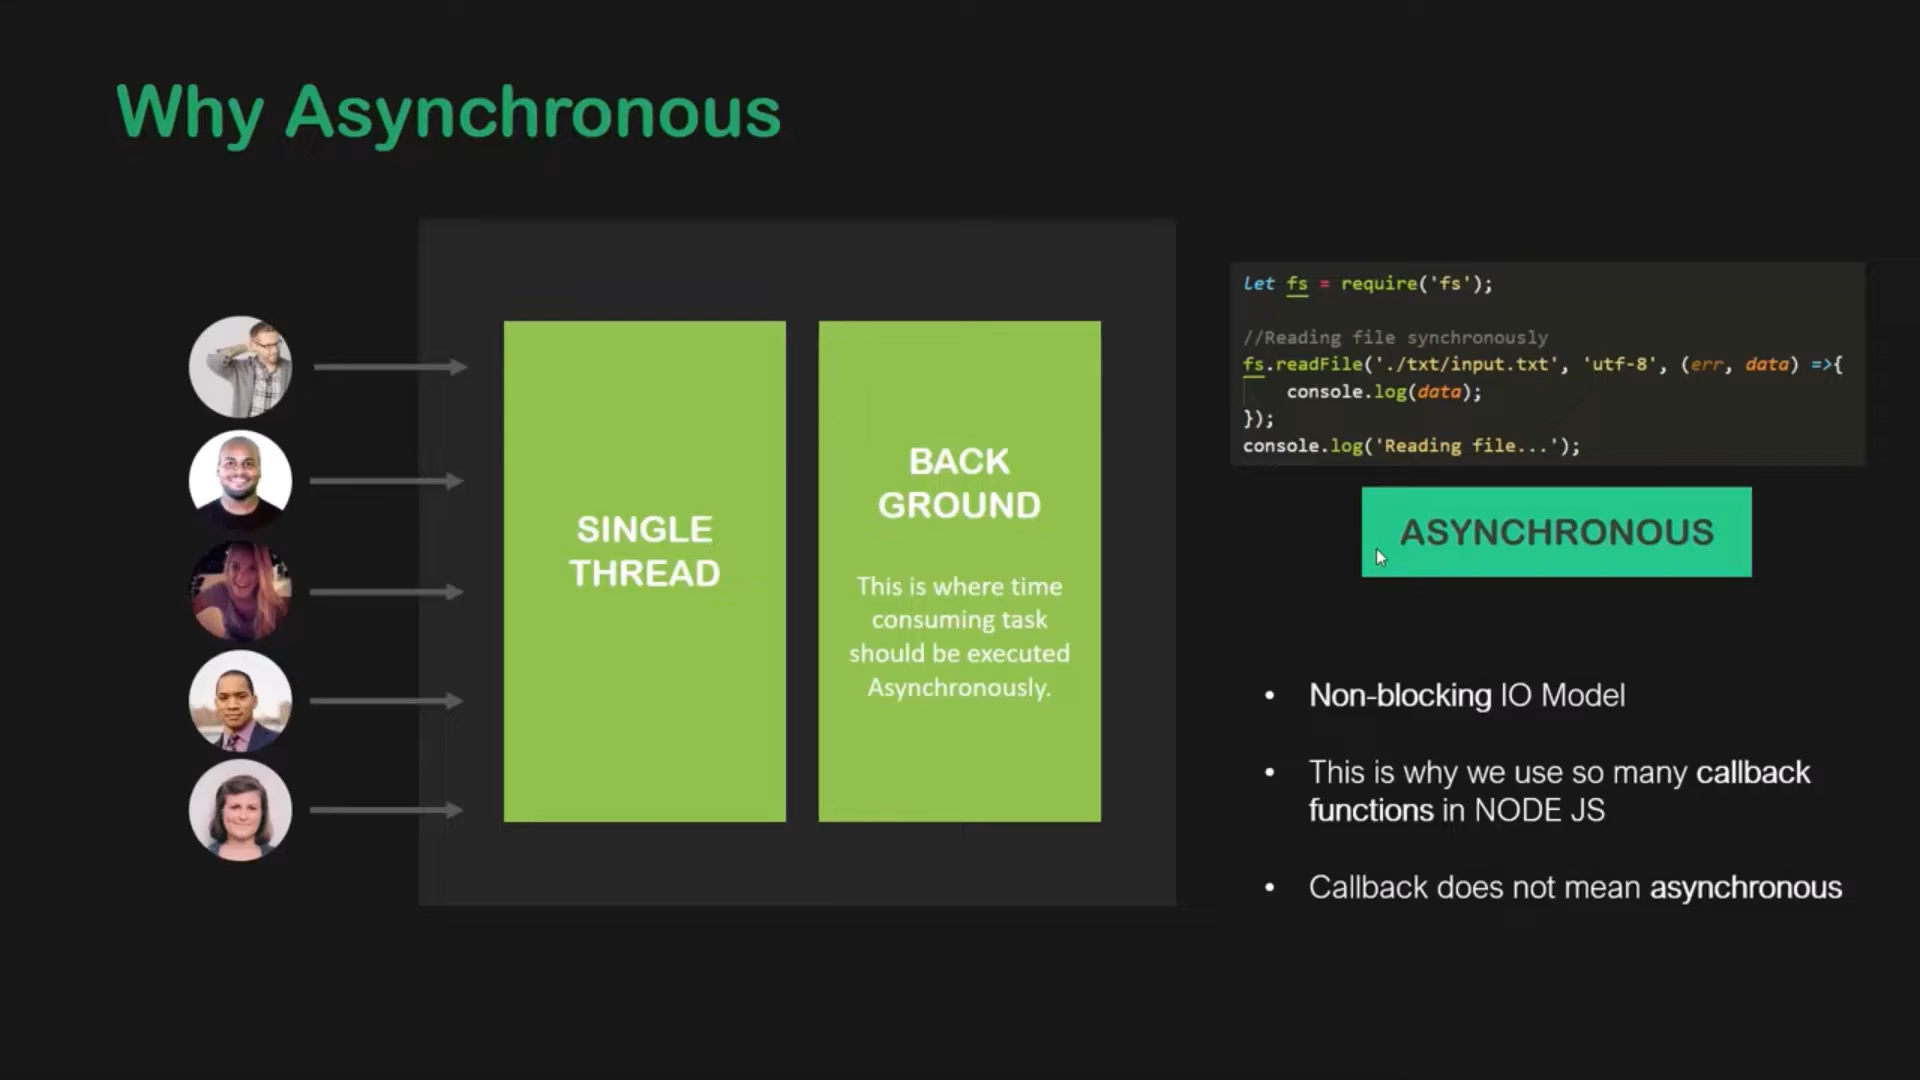 Why Asynchronous
SINGLE
THREAD
BACK
GROUND
This is where time
consuming task
should be executed
Asynchronously.
let fs = require('fs');
//Reading file synchronously
fs.readFile('./txt/input.txt', 'utf-8', (err, data) =>{
    console.log(data);
});
console.log('Reading file...');
ASYNCHRONOUS
• Non-blocking IO Model
• This is why we use so many callback
functions in NODE JS
• Callback does not mean asynchronous